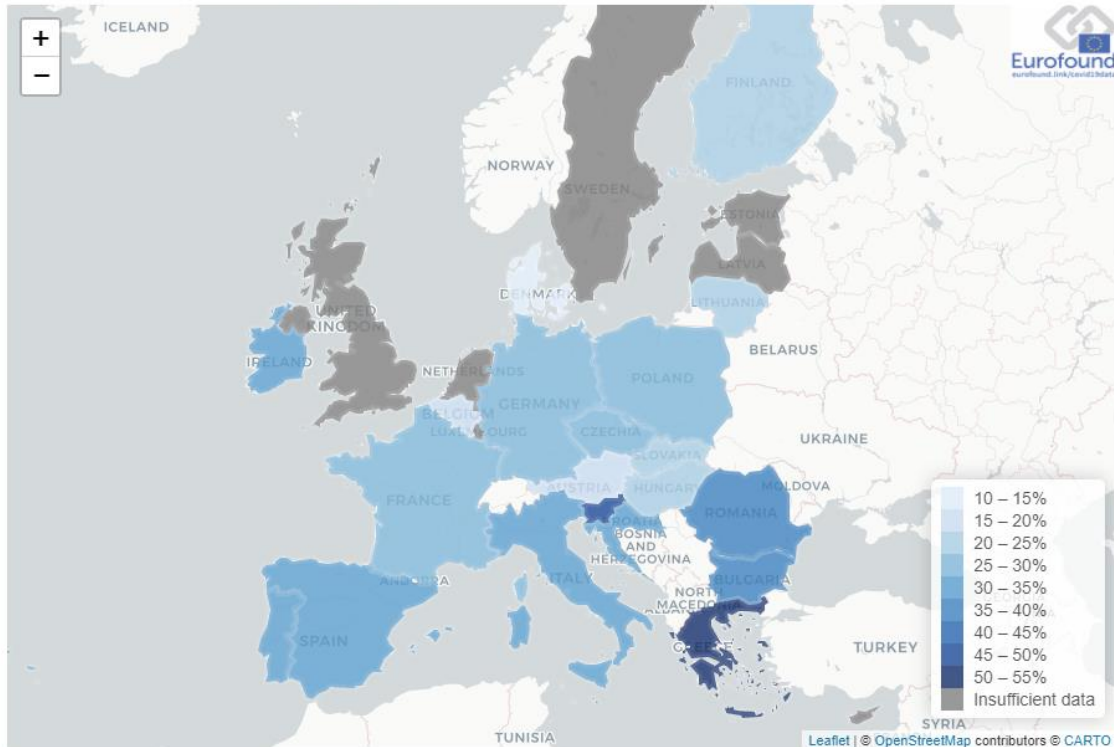 +
−
ICELAND
Eurofound
eurofound.link/covid19data
FINLAND
NORWAY
SWEDEN
ESTONIA
LATVIA
DENMARK
LITHUANIA
UNITED
KINGDOM
IRELAND
BELARUS
NETHERLANDS
POLAND
GERMANY
BELGIUM
LUXEMBOURG
CZECHIA
UKRAINE
SLOVAKIA
AUSTRIA
HUNGARY
MOLDOVA
FRANCE
ROMANIA
CROATIA
BOSNIA
AND
HERZEGOVINA
ANDORRA
ITALY
BULGARIA
NORTH
MACEDONIA
SPAIN
GREECE
TURKEY
SYRIA
TUNISIA
10 – 15%
15 – 20%
20 – 25%
25 – 30%
30 – 35%
35 – 40%
40 – 45%
45 – 50%
50 – 55%
Insufficient data
Leaflet | © OpenStreetMap contributors © CARTO